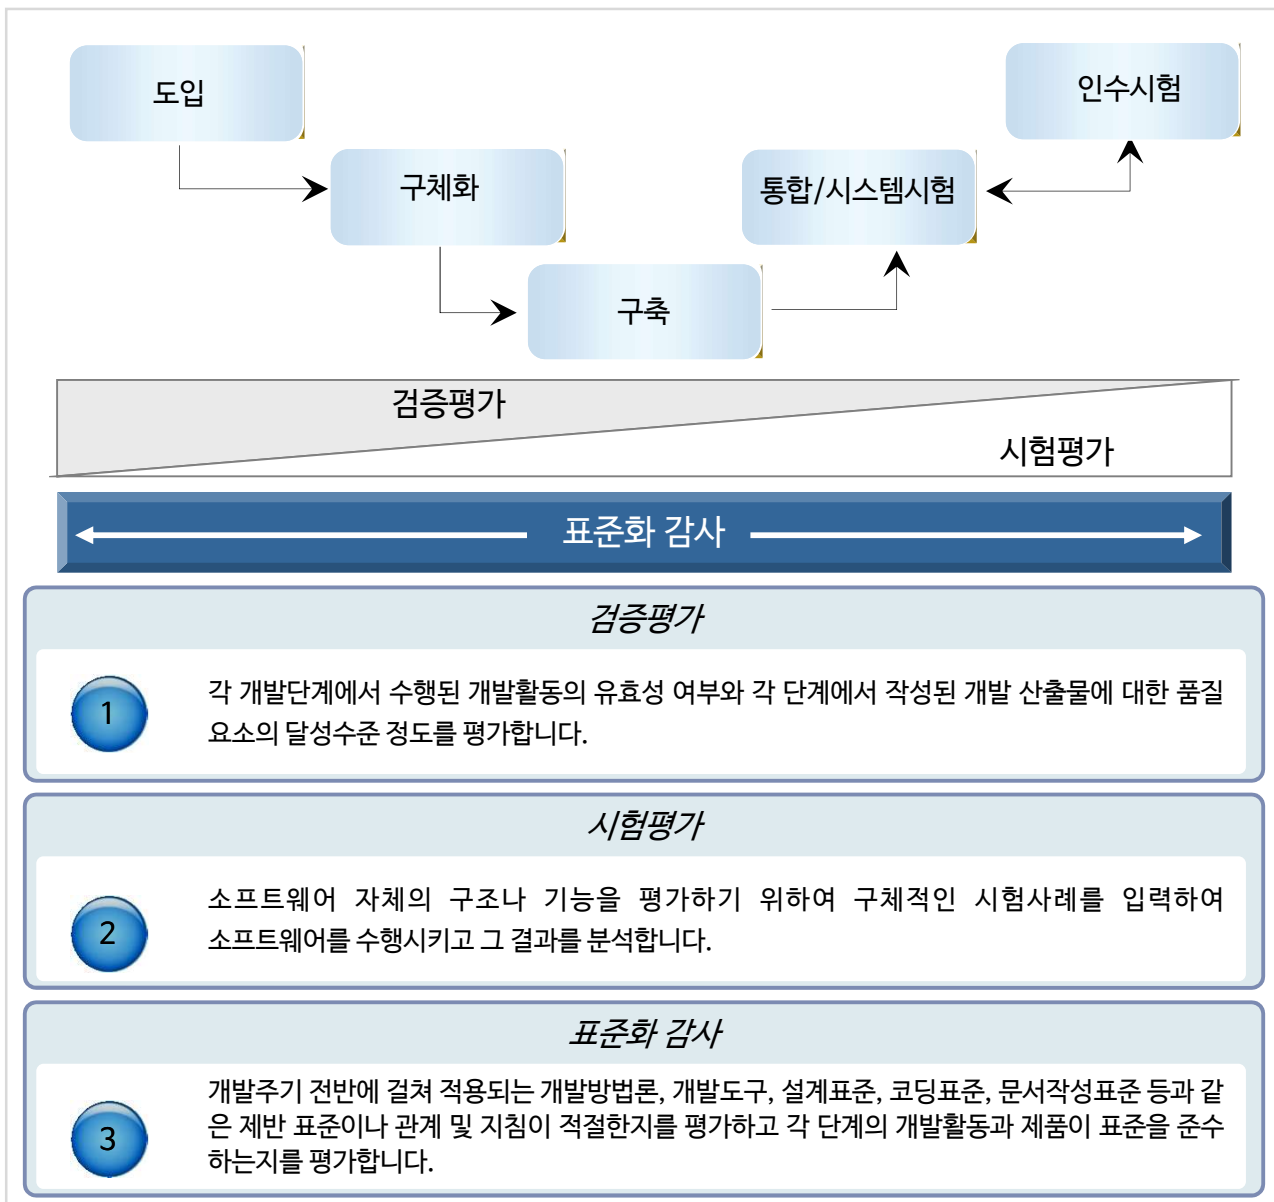 도입
인수시험
구체화
통합/시스템시험
구축
검증평가
시험평가
표준화 감사
검증평가
1
각 개발단계에서 수행된 개발활동의 유효성 여부와 각 단계에서 작성된 개발 산출물에 대한 품질
요소의 달성수준 정도를 평가합니다.
시험평가
2
소프트웨어 자체의 구조나 기능을 평가하기 위하여 구체적인 시험사례를 입력하여
소프트웨어를 수행시키고 그 결과를 분석합니다.
표준화 감사
3
개발주기 전반에 걸쳐 적용되는 개발방법론, 개발도구, 설계표준, 코딩표준, 문서작성표준 등과 같
은 제반 표준이나 관계 및 지침이 적절한지를 평가하고 각 단계의 개발활동과 제품이 표준을 준수
하는지를 평가합니다.